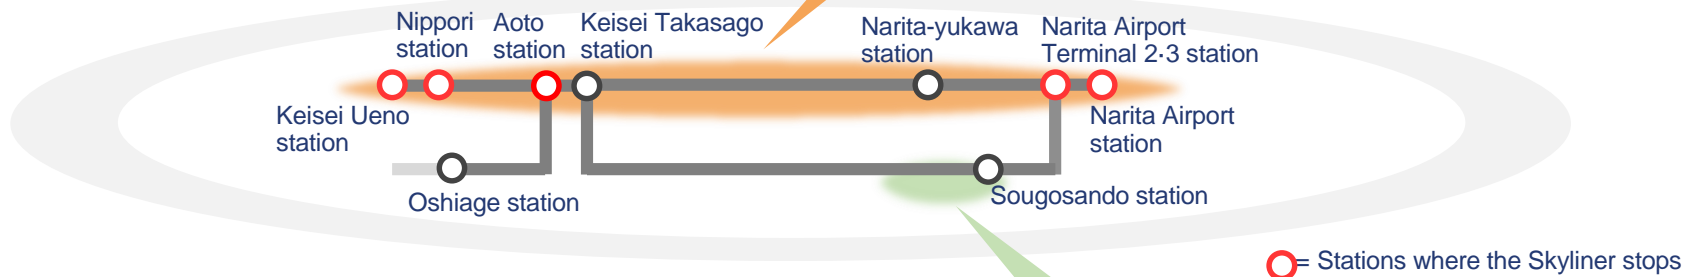 Nippori
station
Aoto
station
Keisei Takasago
station
Narita-yukawa
station
Narita Airport
Terminal 2·3 station
Keisei Ueno
station
Narita Airport
station
Oshiage station
Sougosando station
= Stations where the Skyliner stops